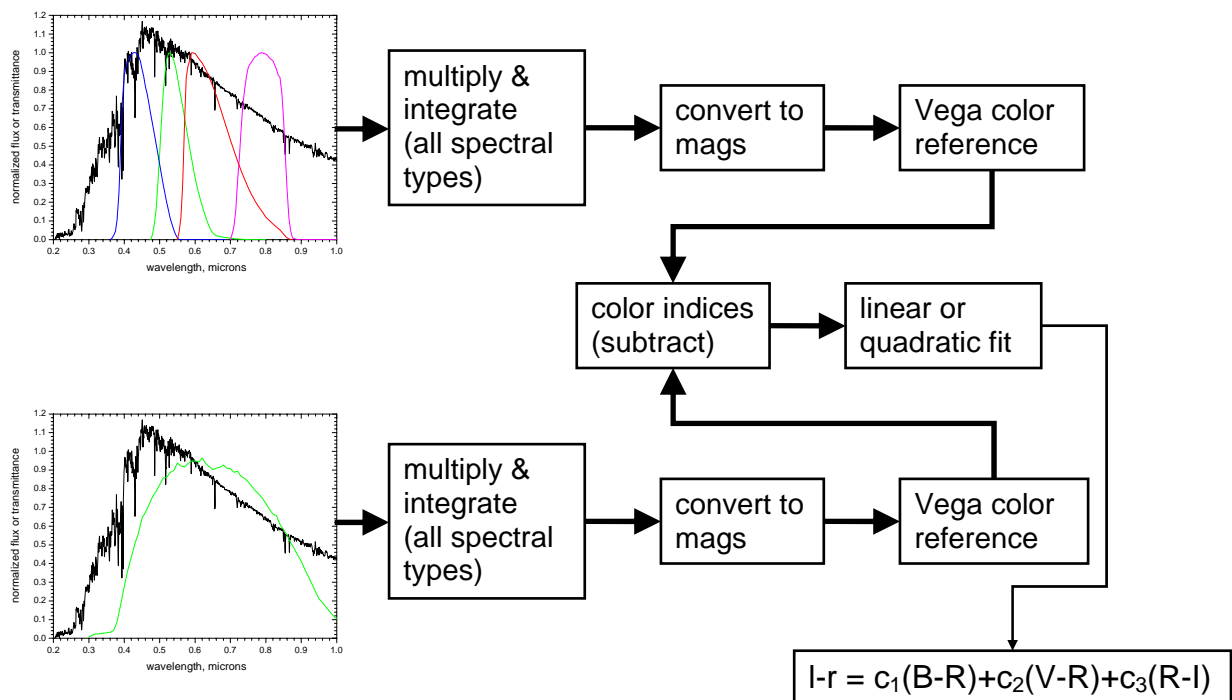 1.2
1.1
1.0
0.9
0.8
0.7
0.6
0.5
0.4
0.3
0.2
0.1
0.0
0.2 0.3 0.4 0.5 0.6 0.7 0.8 0.9 1.0
normalized flux or transmittance
wavelength, microns
multiply &
integrate
(all spectral
types)
convert to
mags
Vega color
reference
color indices
(subtract)
linear or
quadratic fit
1.2
1.1
1.0
0.9
0.8
0.7
0.6
0.5
0.4
0.3
0.2
0.1
0.0
0.2 0.3 0.4 0.5 0.6 0.7 0.8 0.9 1.0
normalized flux or transmittance
wavelength, microns
multiply &
integrate
(all spectral
types)
convert to
mags
Vega color
reference
l-r = c₁(B-R)+c₂(V-R)+c₃(R-I)